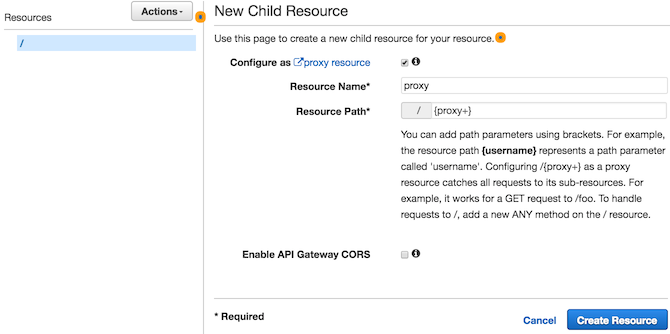 Resources
Actions
/
New Child Resource
Use this page to create a new child resource for your resource.
Configure as proxy resource
Resource Name*
proxy
Resource Path*
/ {proxy+}
You can add path parameters using brackets. For example,
the resource path {username} represents a path parameter
called 'username'. Configuring /{proxy+} as a proxy
resource catches all requests to its sub-resources. For
example, it works for a GET request to /foo. To handle
requests to /, add a new ANY method on the / resource.
Enable API Gateway CORS
* Required
Cancel
Create Resource